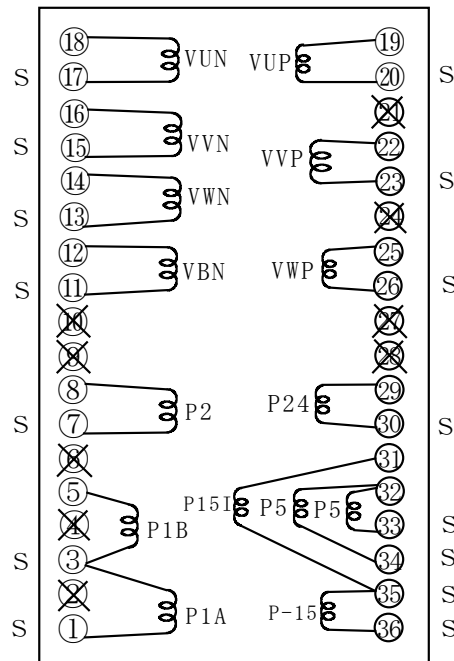 ⑱ VUN VUP ⑲
S ⑰ ⑳ S
⑯ ㉑
S ⑮ VVN VVP ㉒
⑭ ㉓ S
S ⑬ VWN ㉔
⑫ ㉕
S ⑪ VBN VWP ㉖ S
⑩ ㉗
⑨ ㉘
⑧ P2 P24 ㉙
S ⑦ ㉚ S
⑥ ㉛
⑤ P15I P5 P5 ㉜
④ P1B ㉝ S
S ③ ㉞ S
② ㉟ S
S ① P1A P-15 ㊱ S